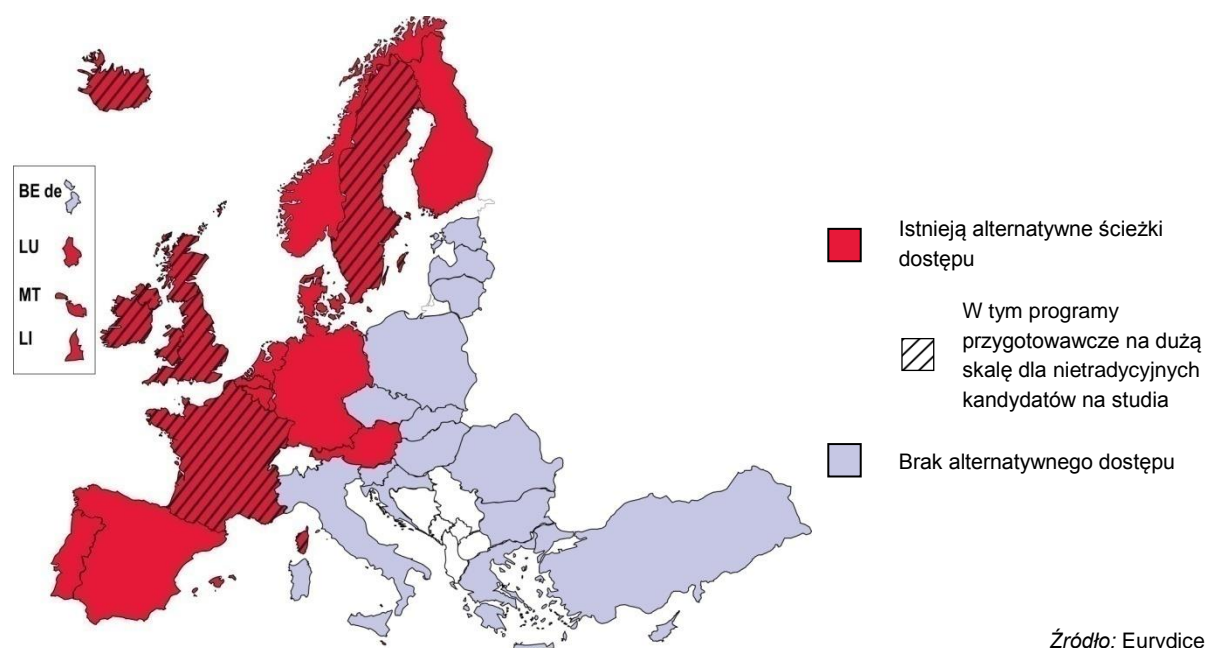 BE de
LU
MT
LI
Istnieją alternatywne ścieżki
dostępu
W tym programy
przygotowawcze na dużą
skalę dla nietradycyjnych
kandydatów na studia
Brak alternatywnego dostępu
Źródło: Eurydice